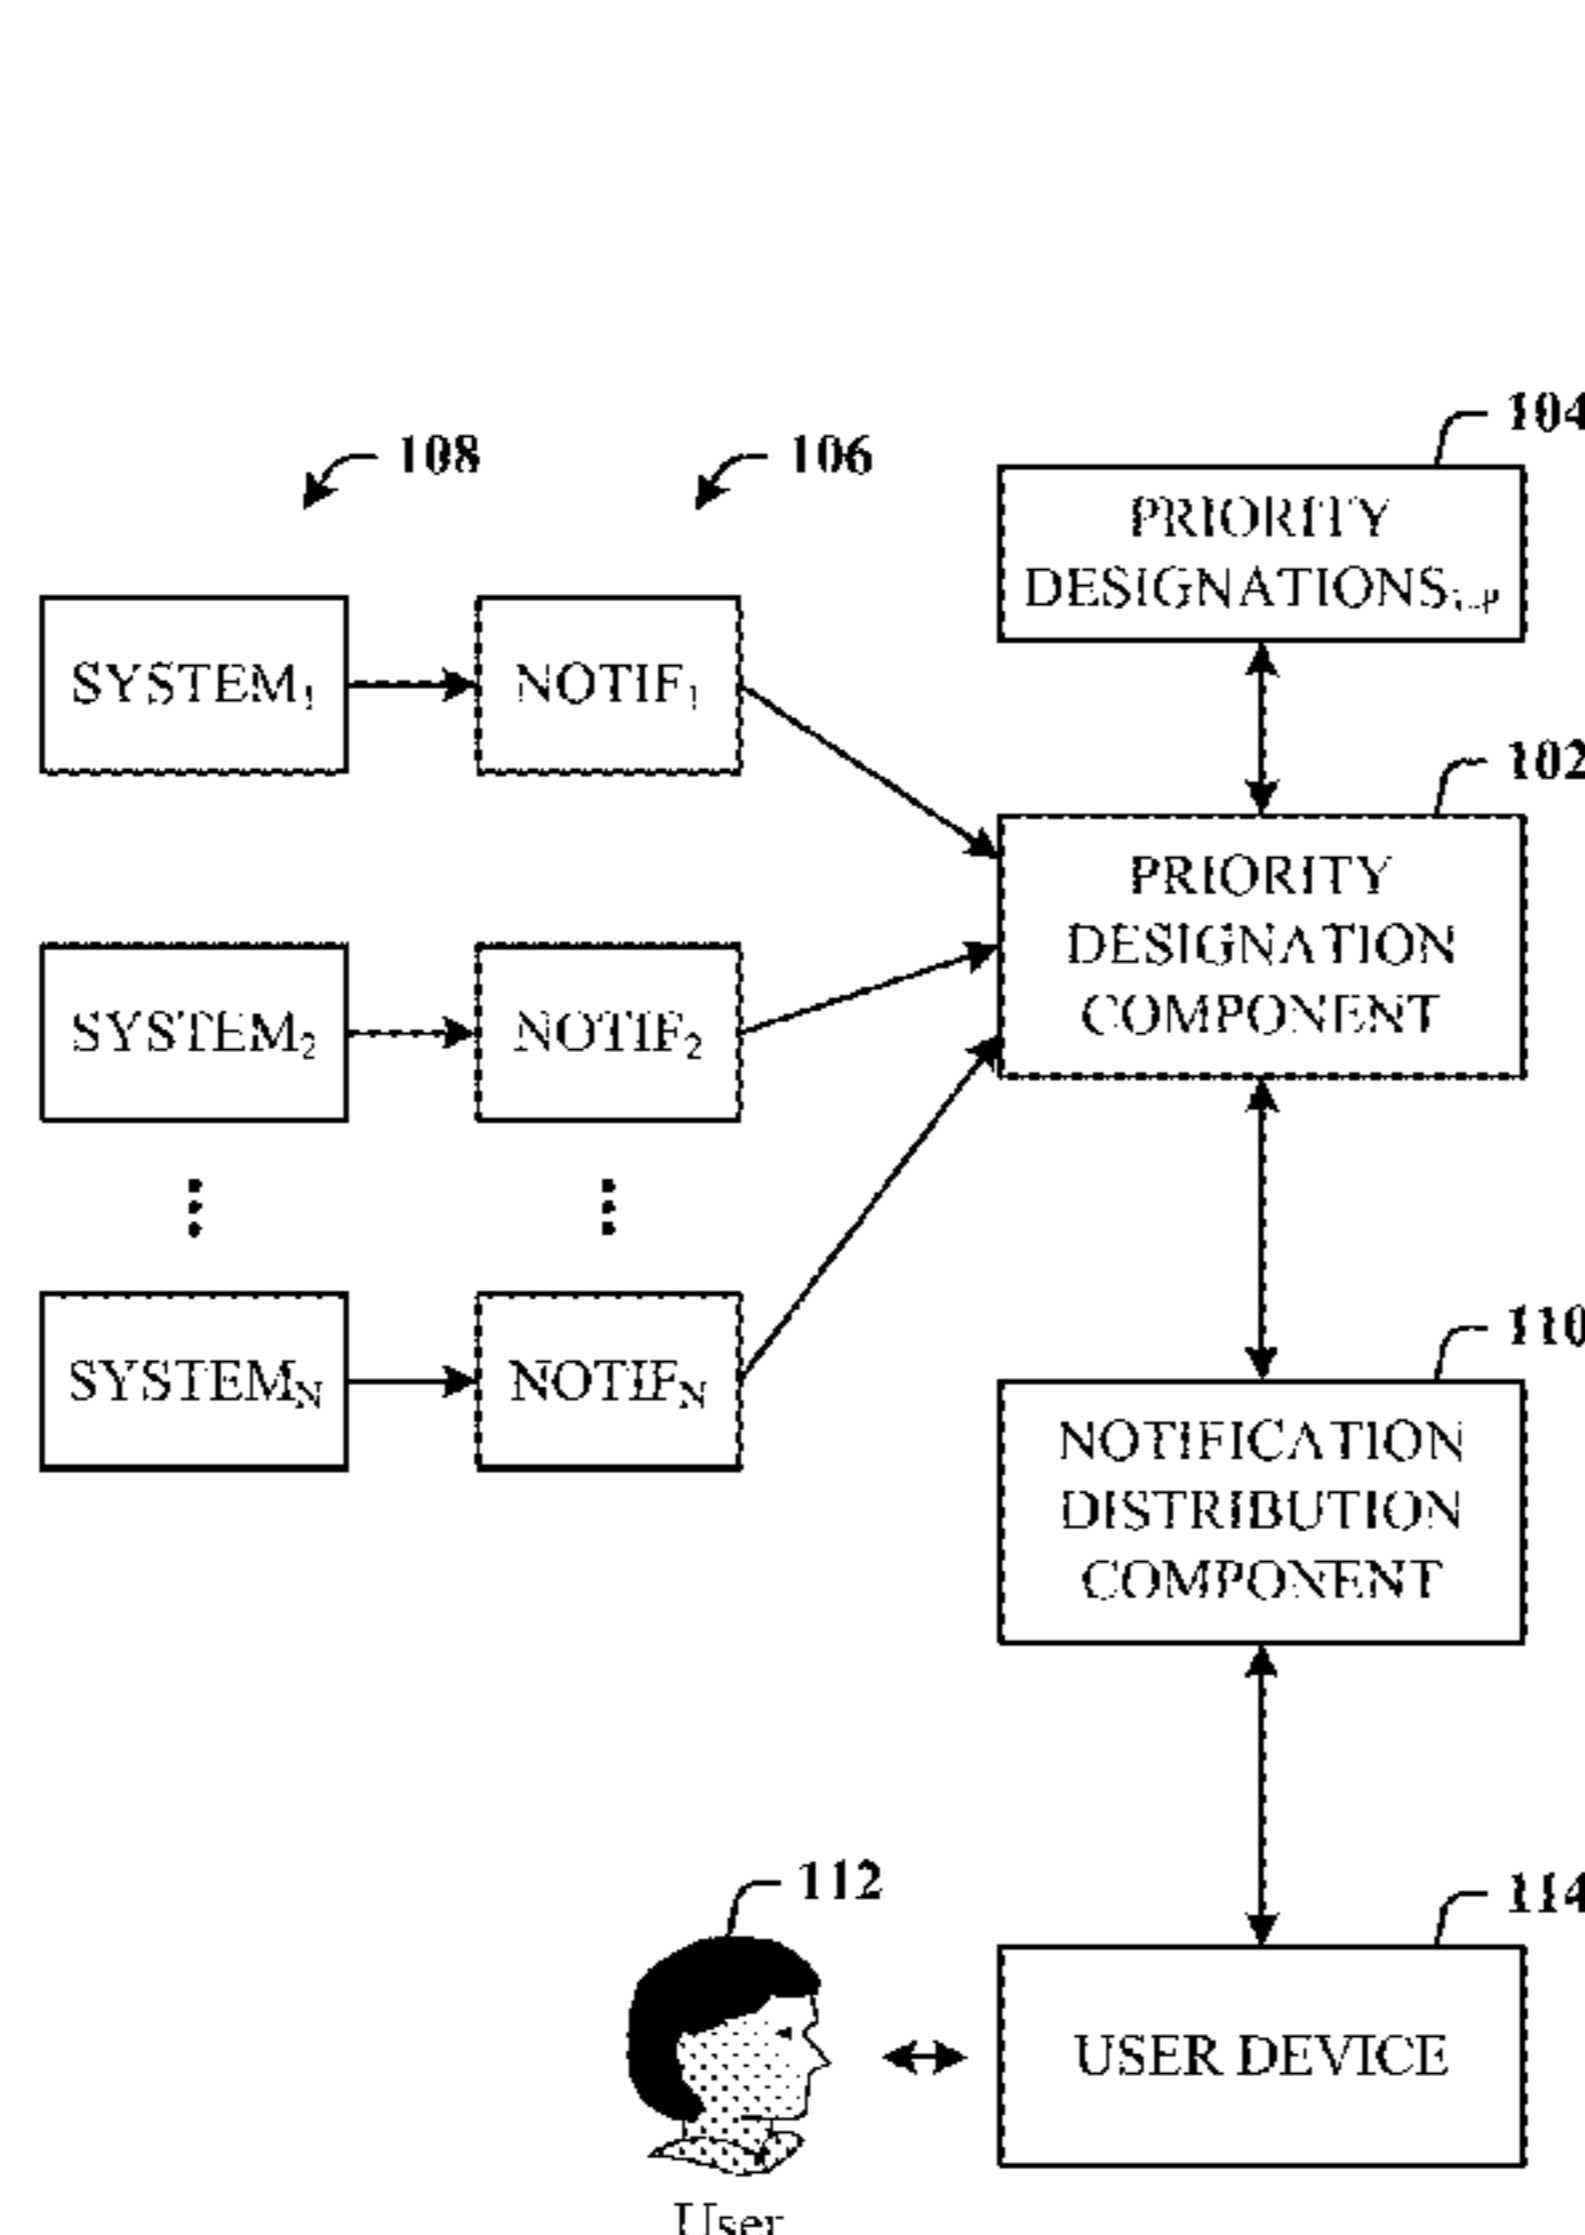 108
106
104
PRIORITY
DESIGNATIONS
102
SYSTEM1
NOTIF1
PRIORITY
DESIGNATION
COMPONENT
SYSTEM2
NOTIF2
SYSTEMN
NOTIFN
110
NOTIFICATION
DISTRIBUTION
COMPONENT
112
114
USER DEVICE
User